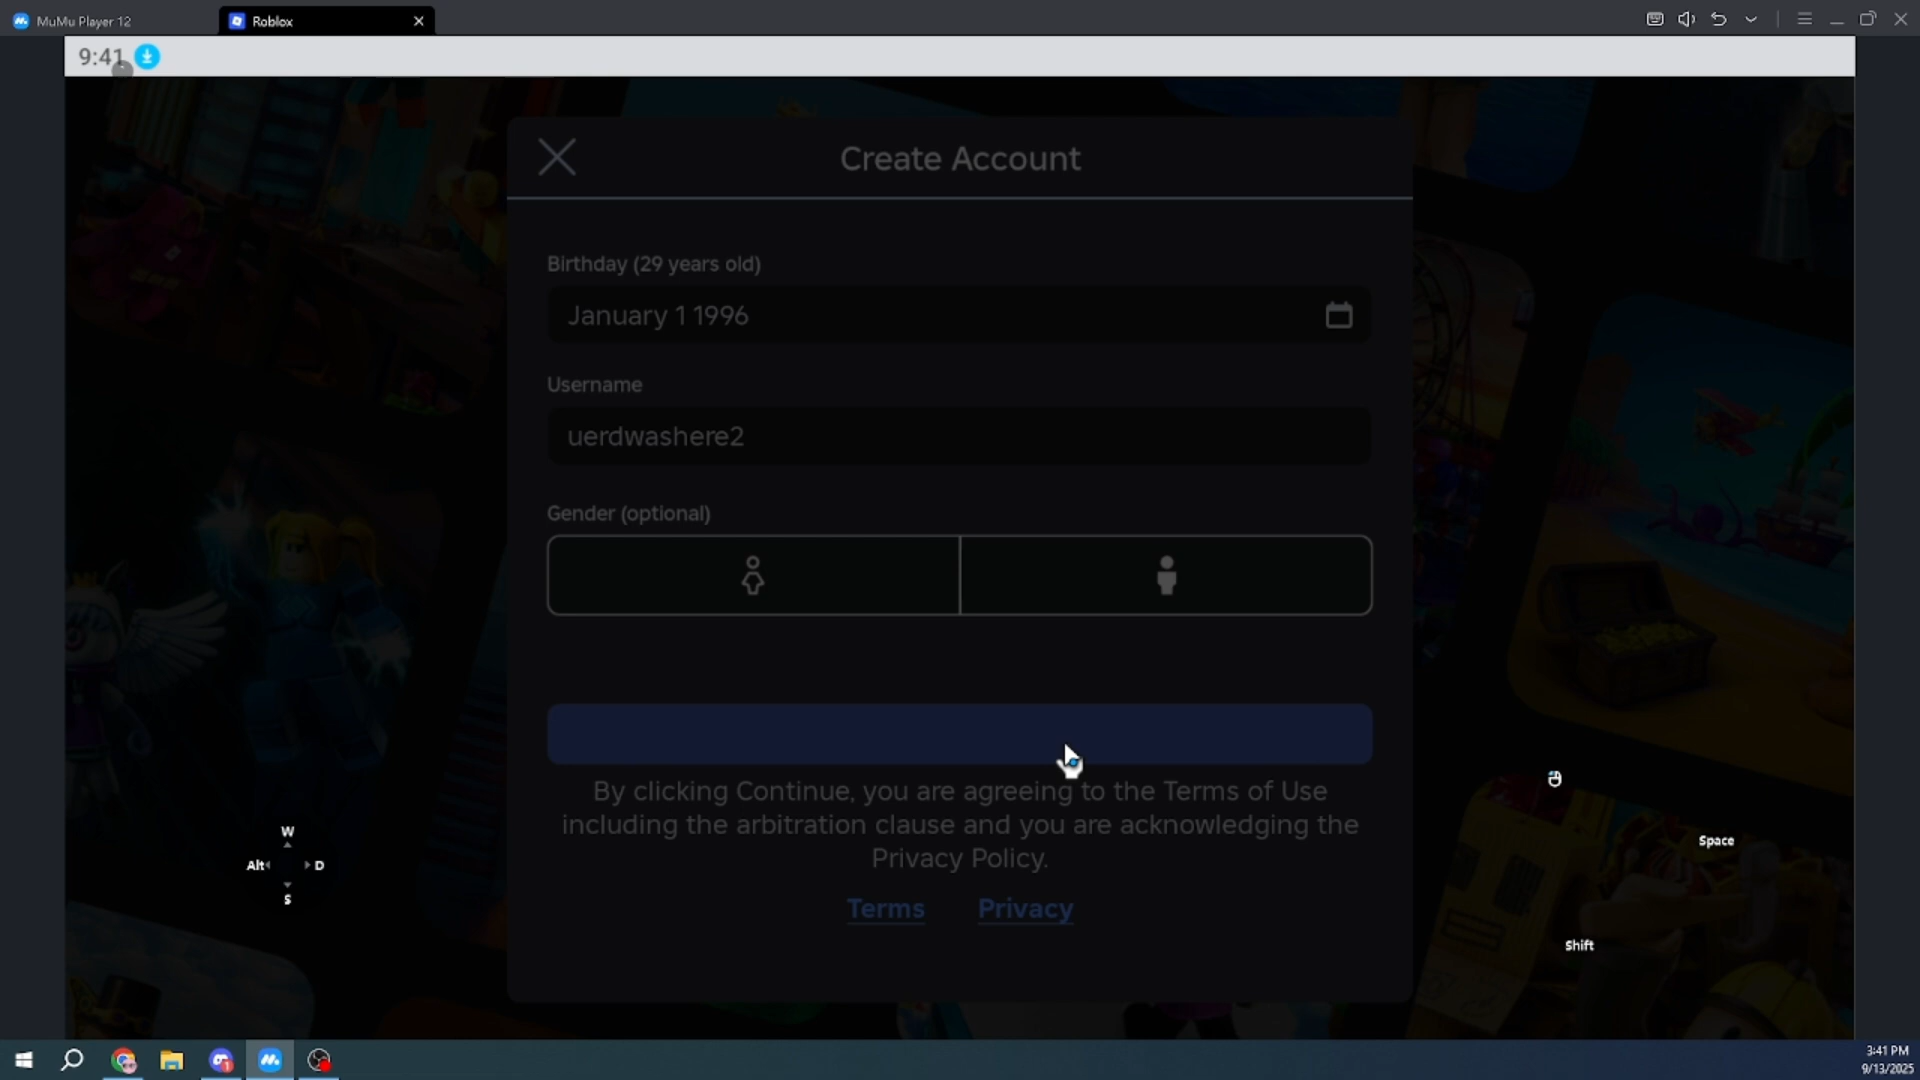 MuMu Player 12
Roblox
9:41
Create Account
Birthday (29 years old)
January 1 1996
Username
uerdwashere2
Gender (optional)
By clicking Continue, you are agreeing to the Terms of Use
including the arbitration clause and you are acknowledging the
Privacy Policy.
Terms
Privacy
W
Alt
D
S
Space
Shift
3:41 PM
9/13/2025